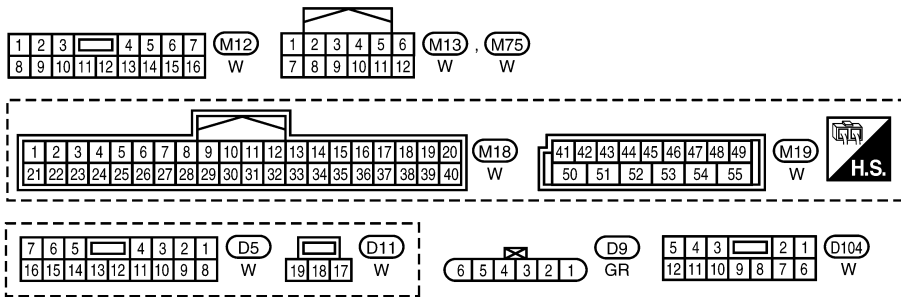 1 2 3 4 5 6 7 M12
8 9 10 11 12 13 14 15 16 W
1 2 3 4 5 6 M13 , M75
7 8 9 10 11 12 W W
1 2 3 4 5 6 7 8 9 10 11 12 13 14 15 16 17 18 19 20 M18
21 22 23 24 25 26 27 28 29 30 31 32 33 34 35 36 37 38 39 40 W
41 42 43 44 45 46 47 48 49 M19
50 51 52 53 54 55 W
H.S.
7 6 5 4 3 2 1 D5
16 15 14 13 12 11 10 9 8 W
D11
19 18 17 W
D9
6 5 4 3 2 1 GR
5 4 3 2 1 D104
12 11 10 9 8 7 6 W